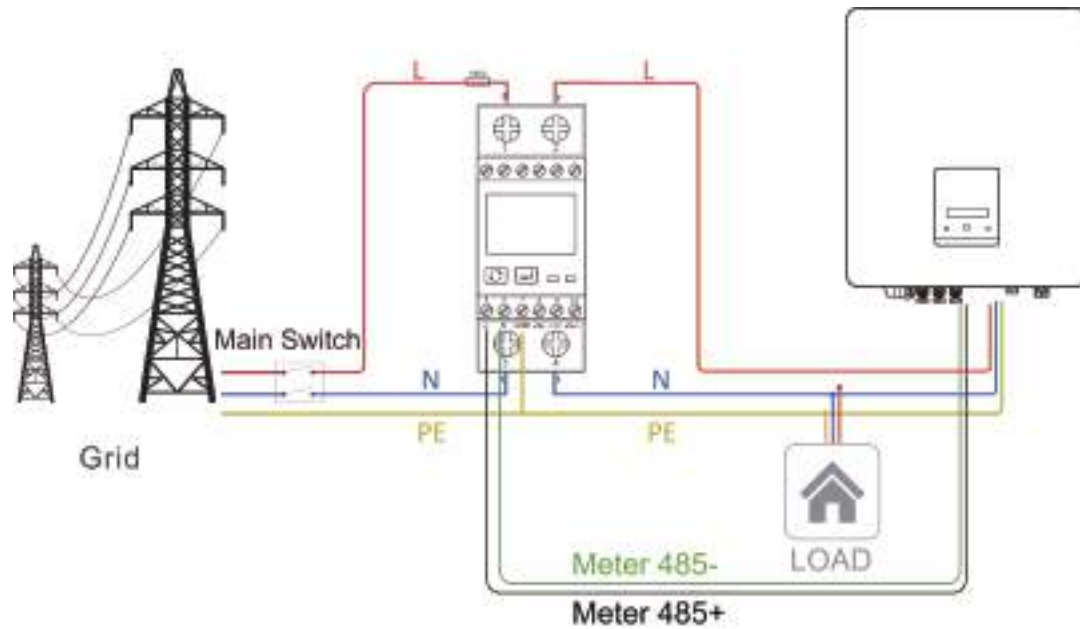 L
L
Main Switch
N
N
PE
PE
Grid
LOAD
Meter 485-
Meter 485+